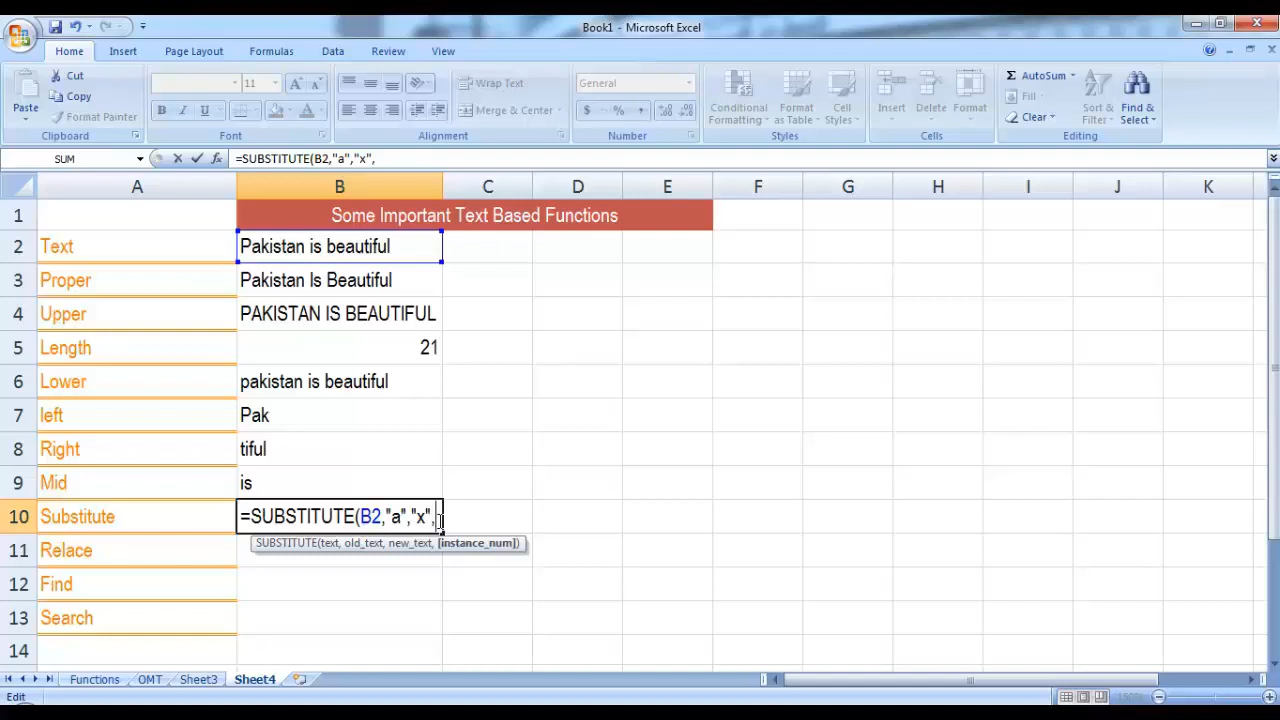 Book1 - Microsoft Excel
Home Insert Page Layout Formulas Data Review View
Cut
Copy
Format Painter
Paste
Clipboard
11
Font
Wrap Text
Merge & Center
Alignment
General
$ % ,
Number
Conditional Formatting
Format as Table
Cell Styles
Styles
Insert Delete Format
Cells
Σ AutoSum
Fill
Clear
Sort & Filter
Find & Select
Editing
SUM =SUBSTITUTE(B2,"a","x",
A B C D E F G H I J K
1 Some Important Text Based Functions
2 Text Pakistan is beautiful
3 Proper Pakistan Is Beautiful
4 Upper PAKISTAN IS BEAUTIFUL
5 Length 21
6 Lower pakistan is beautiful
7 left Pak
8 Right tiful
9 Mid is
10 Substitute =SUBSTITUTE(B2,"a","x",
SUBSTITUTE(text, old_text, new_text, [instance_num])
11 Relace
12 Find
13 Search
14
Functions OMT Sheet3 Sheet4
Edit 150%